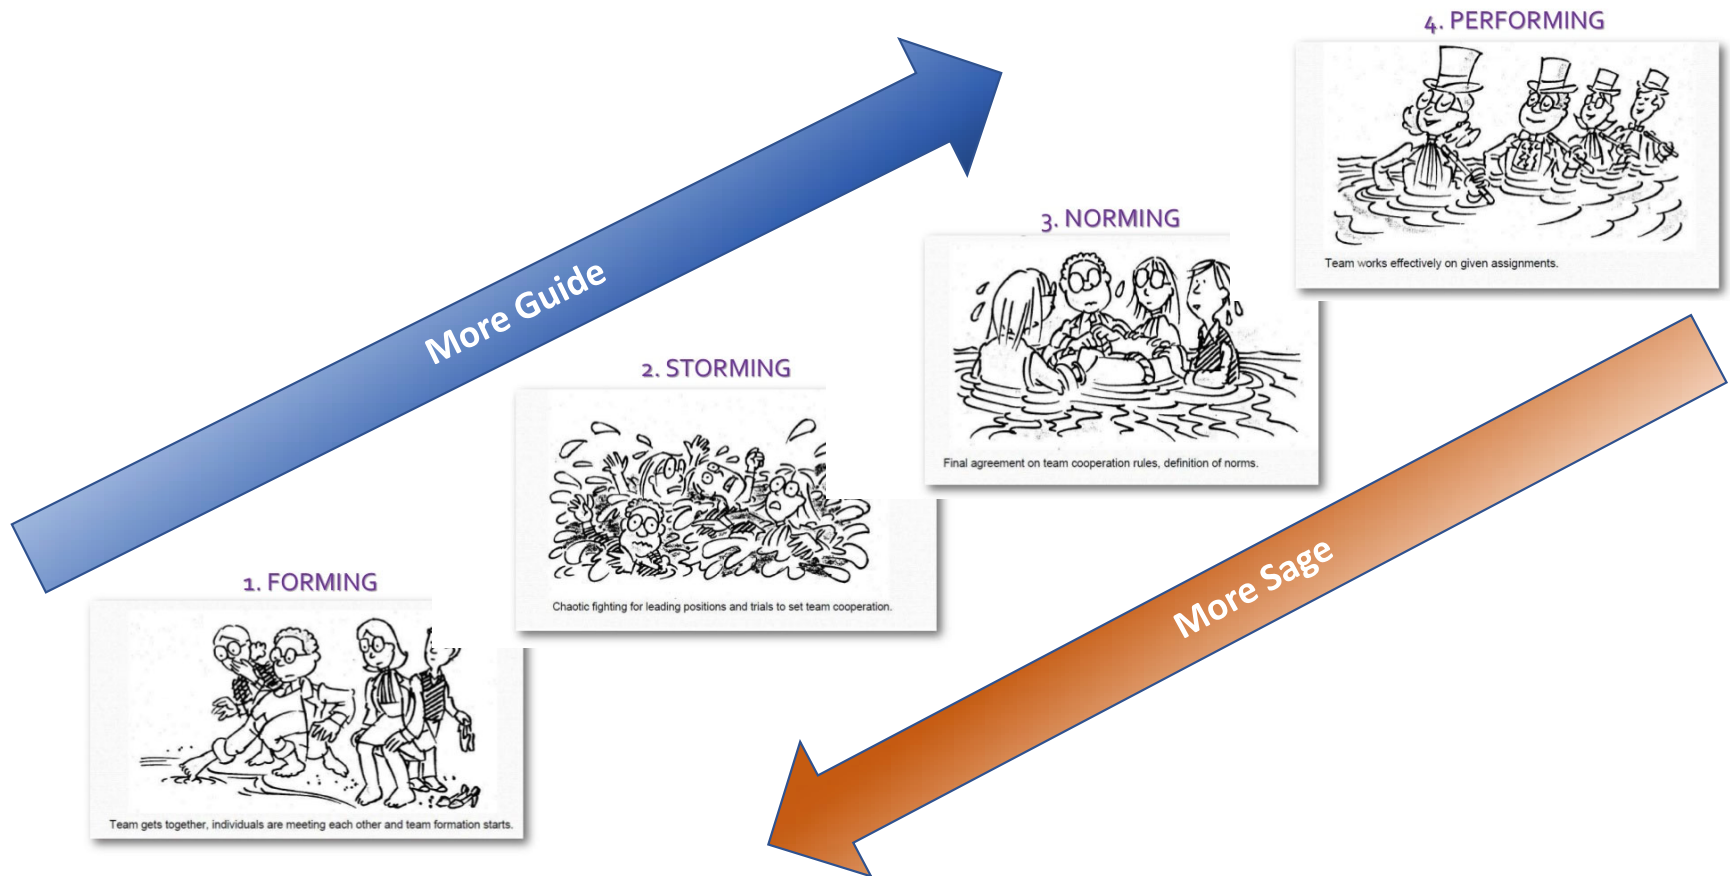 4. PERFORMING
Team works effectively on given assignments.
3. NORMING
Final agreement on team cooperation rules, definition of norms.
More Guide
2. STORMING
Chaotic fighting for leading positions and trials to set team cooperation.
More Sage
1. FORMING
Team gets together, individuals are meeting each other and team formation starts.